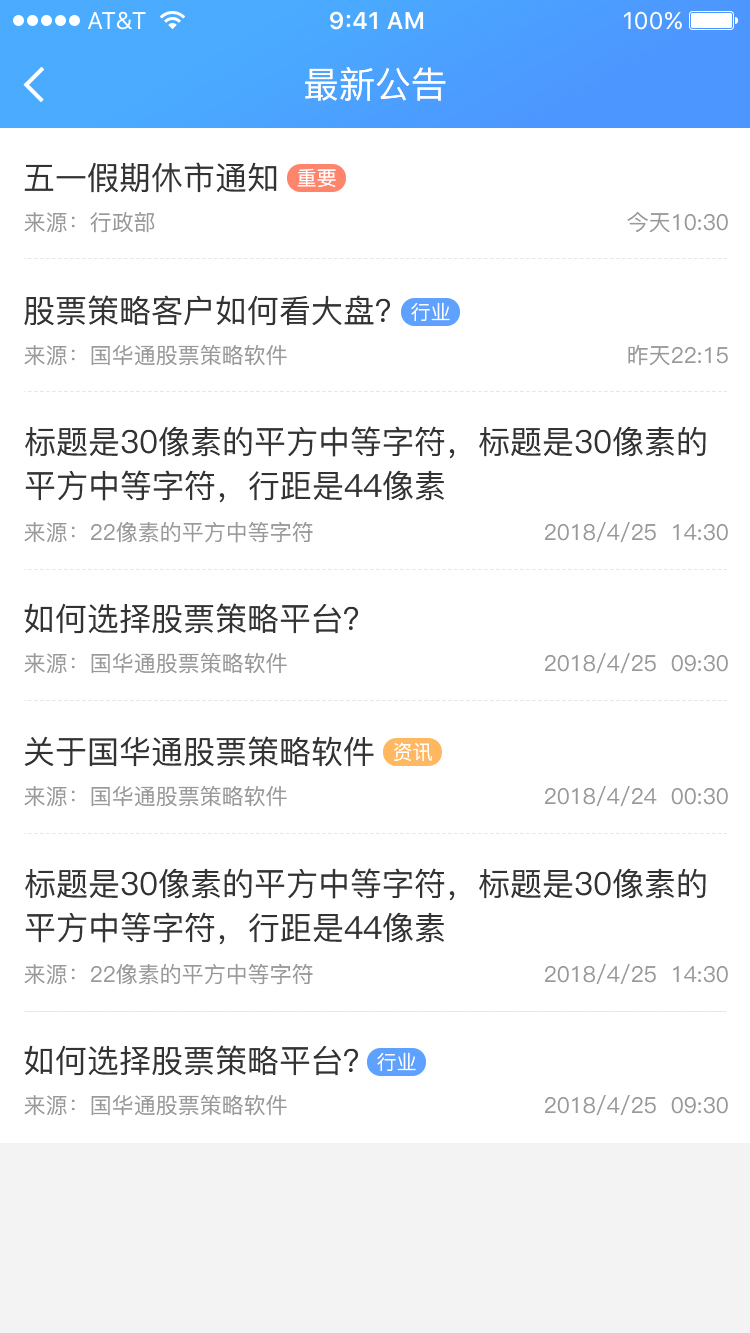 AT&T 9:41 AM 100%
最新公告
五一假期休市通知 重要
来源：行政部 今天10:30
股票策略客户如何看大盘? 行业
来源：国华通股票策略软件 昨天22:15
标题是30像素的平方中等字符，标题是30像素的
平方中等字符，行距是44像素
来源：22像素的平方中等字符 2018/4/25 14:30
如何选择股票策略平台?
来源：国华通股票策略软件 2018/4/25 09:30
关于国华通股票策略软件 资讯
来源：国华通股票策略软件 2018/4/24 00:30
标题是30像素的平方中等字符，标题是30像素的
平方中等字符，行距是44像素
来源：22像素的平方中等字符 2018/4/25 14:30
如何选择股票策略平台? 行业
来源：国华通股票策略软件 2018/4/25 09:30